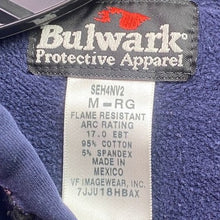 Bulwark
Protective Apparel
SEH4NV2
M-RG
FLAME RESISTANT
ARC RATING
17.0 EBT
95% COTTON
5% SPANDEX
MADE IN
MEXICO
VF IMAGEWEAR, INC.
7JJU18HBAX